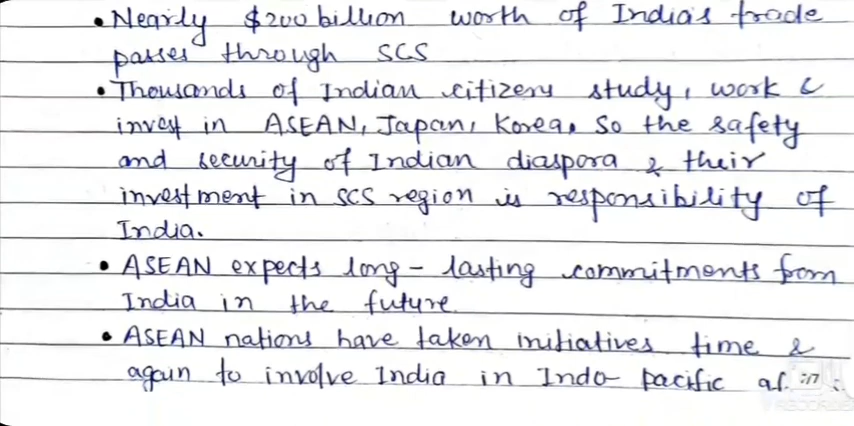 • Nearly $200 billion worth of India's trade
passes through SCS
• Thousands of Indian citizens study, work &
invest in ASEAN, Japan, Korea. So the safety
and security of Indian diaspora & their
investment in SCS region is responsibility of
India.
• ASEAN expects long-lasting commitments from
India in the future.
• ASEAN nations have taken initiatives time &
again to involve India in Indo-pacific